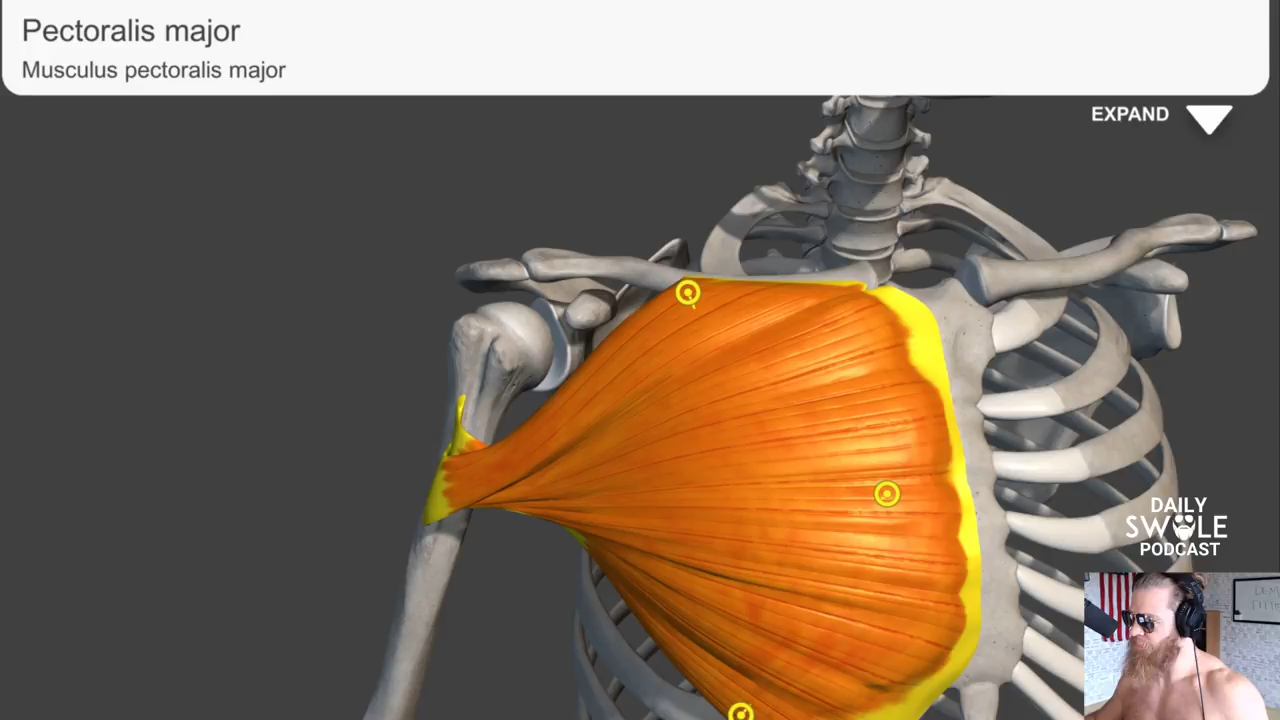 Pectoralis major
Musculus pectoralis major
EXPAND
DAILY
SWOLE
PODCAST